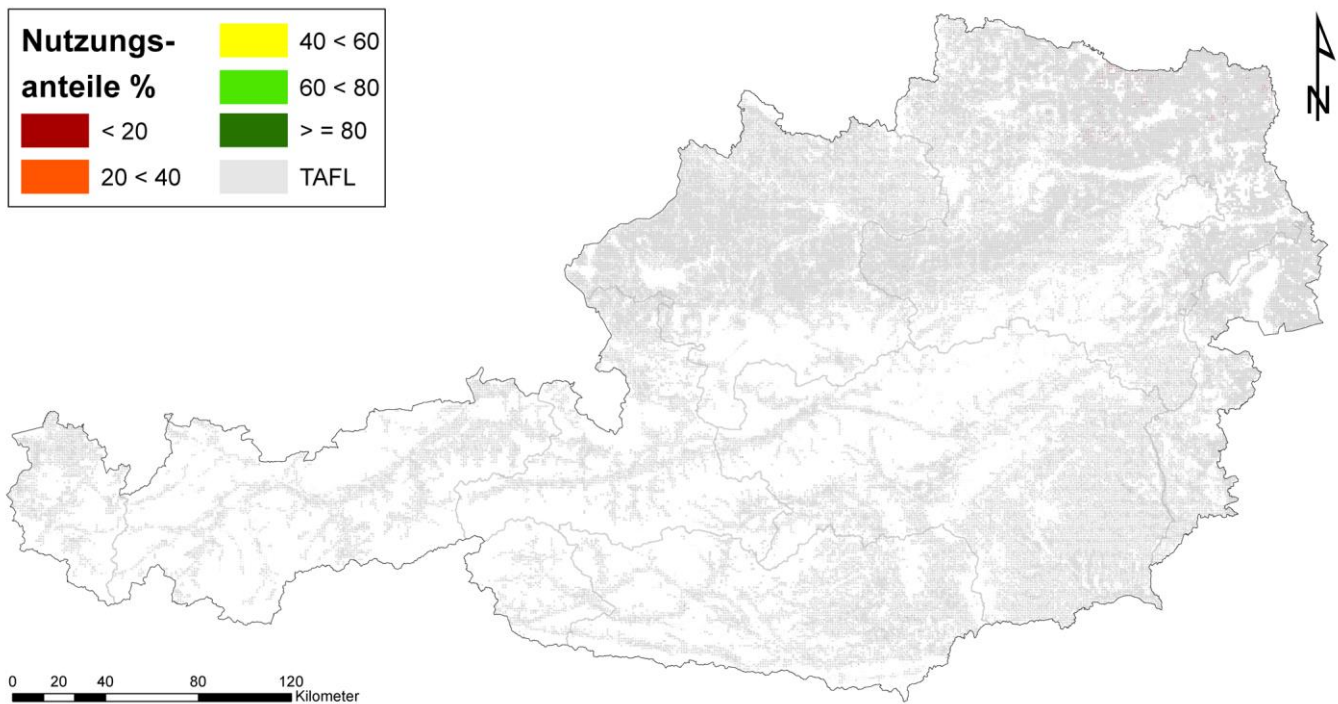 Nutzungs-
anteile %
< 20
20 < 40
40 < 60
60 < 80
> = 80
TAFL
N
0 20 40 80 120
Kilometer